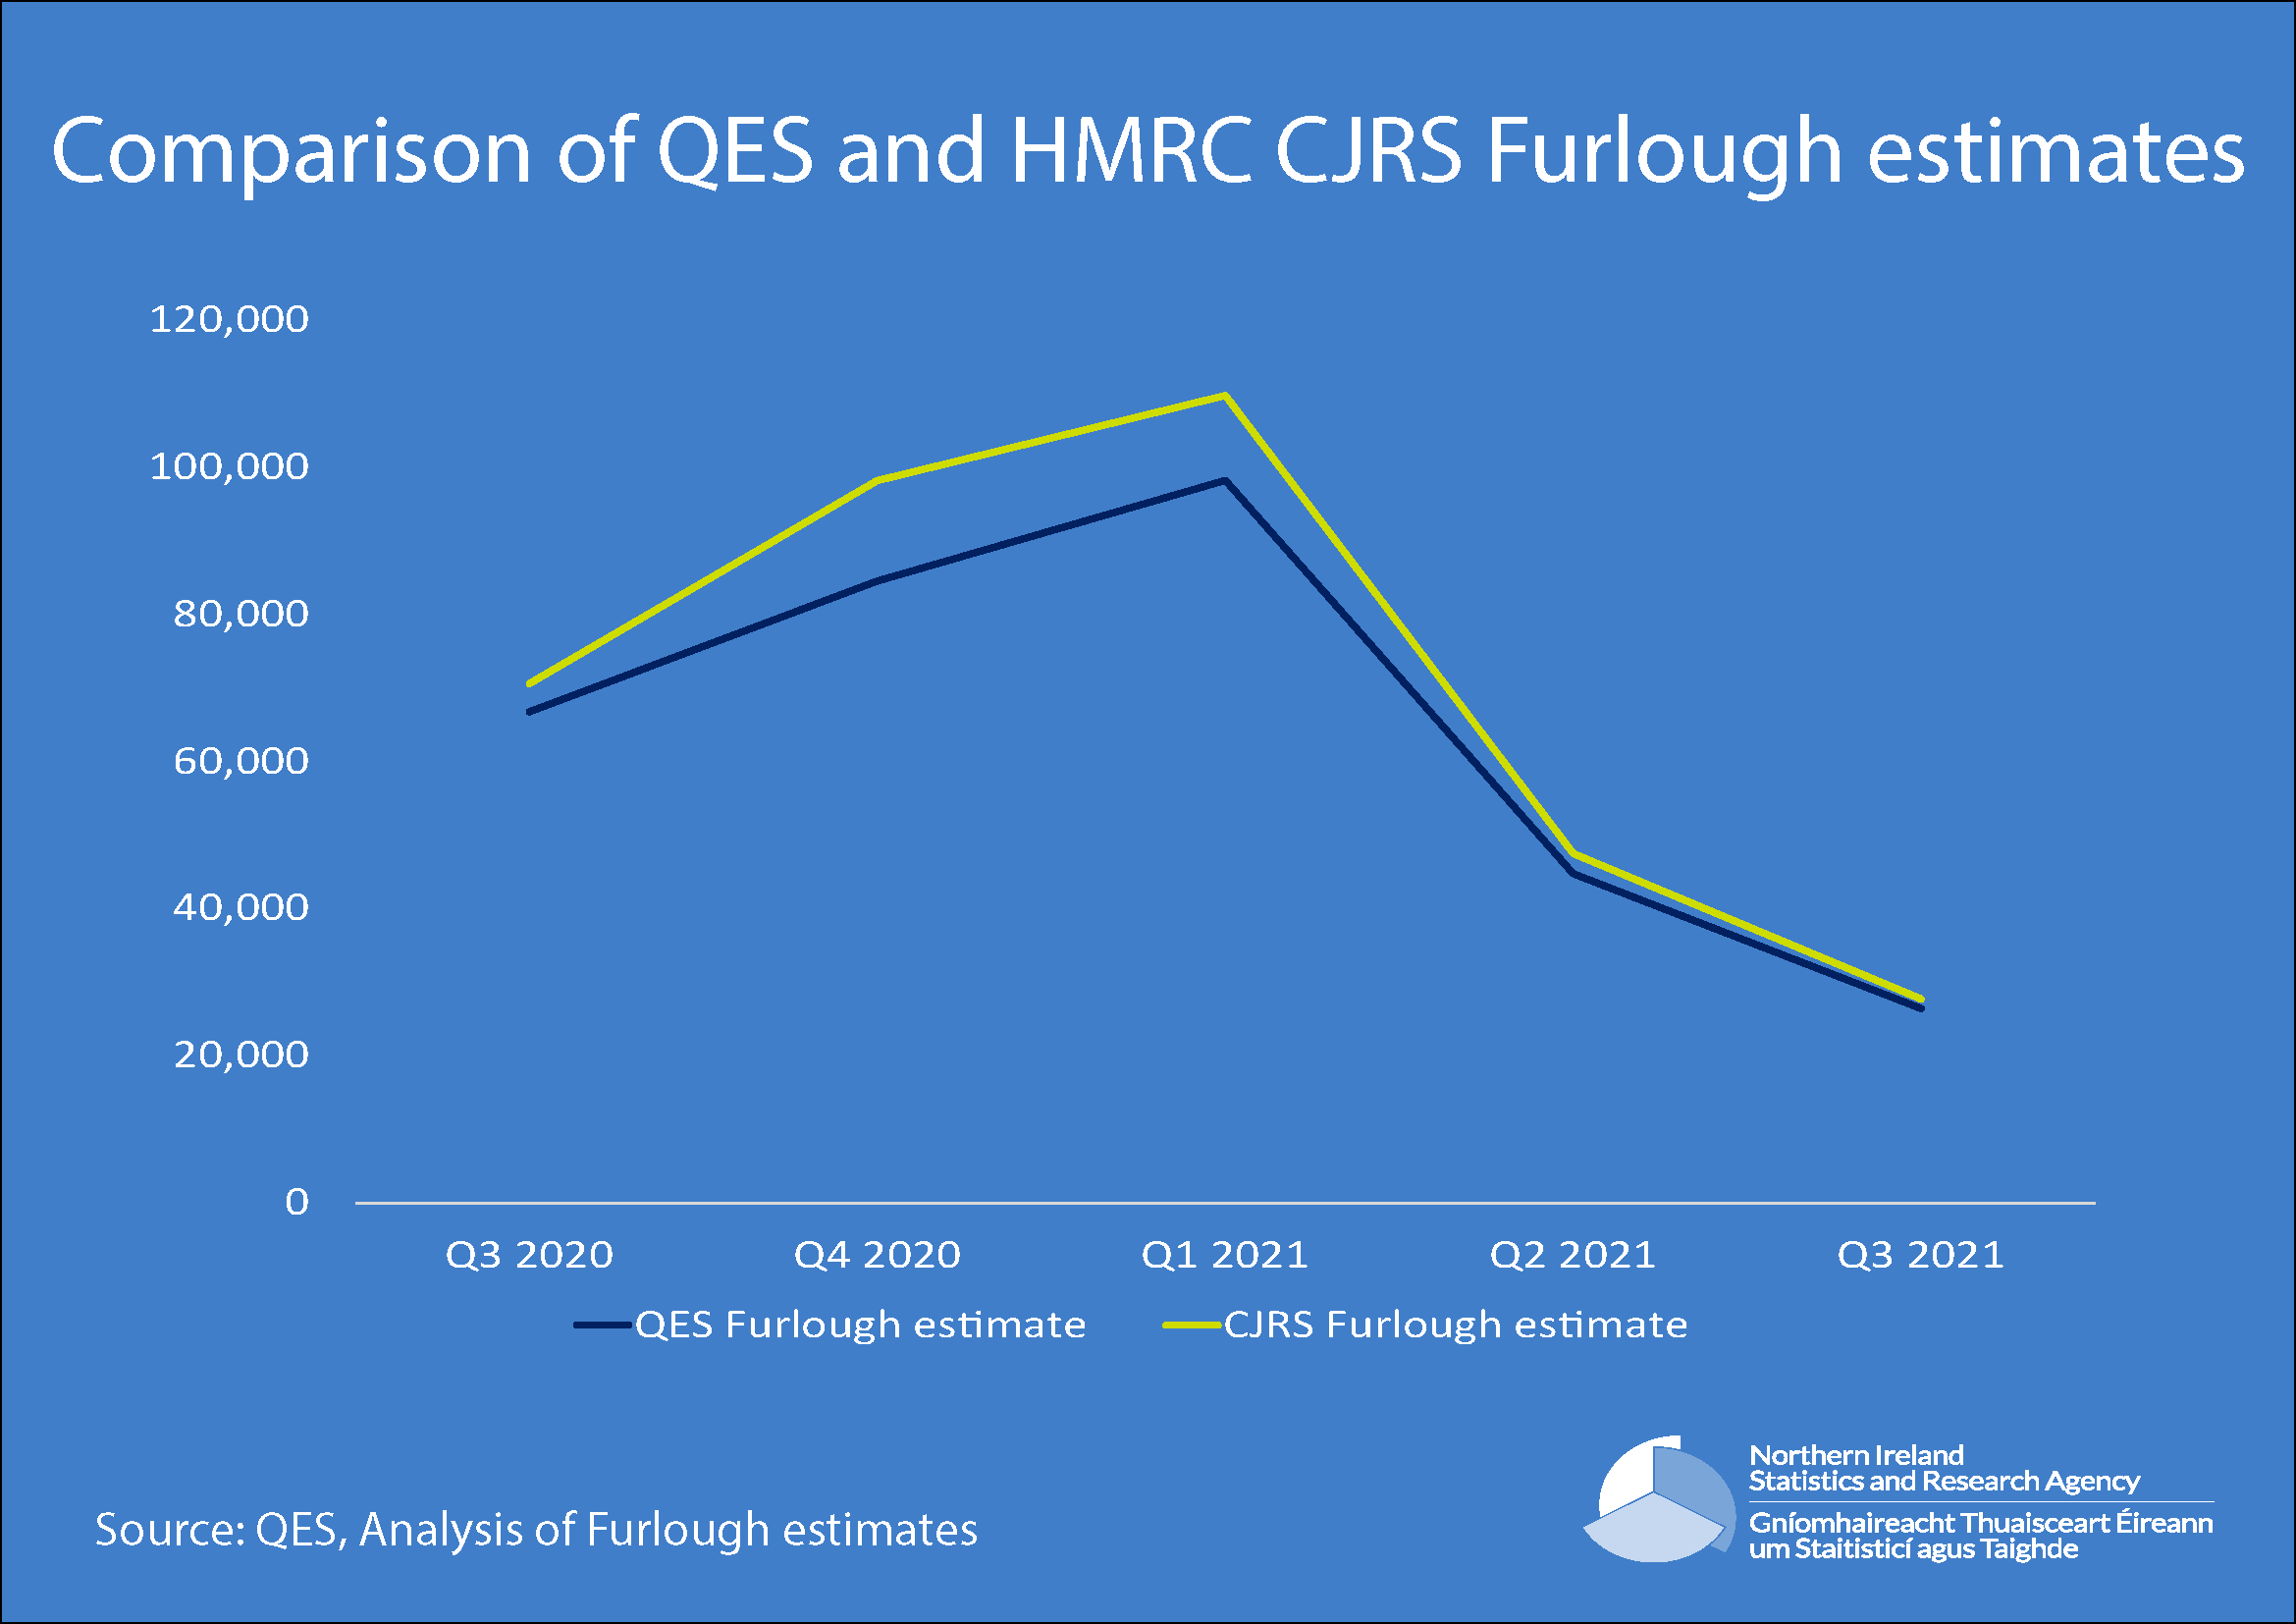 Comparison of QES and HMRC CJRS Furlough estimates
120,000
100,000
80,000
60,000
40,000
20,000
0
Q3 2020 Q4 2020 Q1 2021 Q2 2021 Q3 2021
QES Furlough estimate CJRS Furlough estimate
Northern Ireland
Statistics and Research Agency
Gníomhaireacht Thuaisceart Éireann
um Staitisticí agus Taighde
Source: QES, Analysis of Furlough estimates